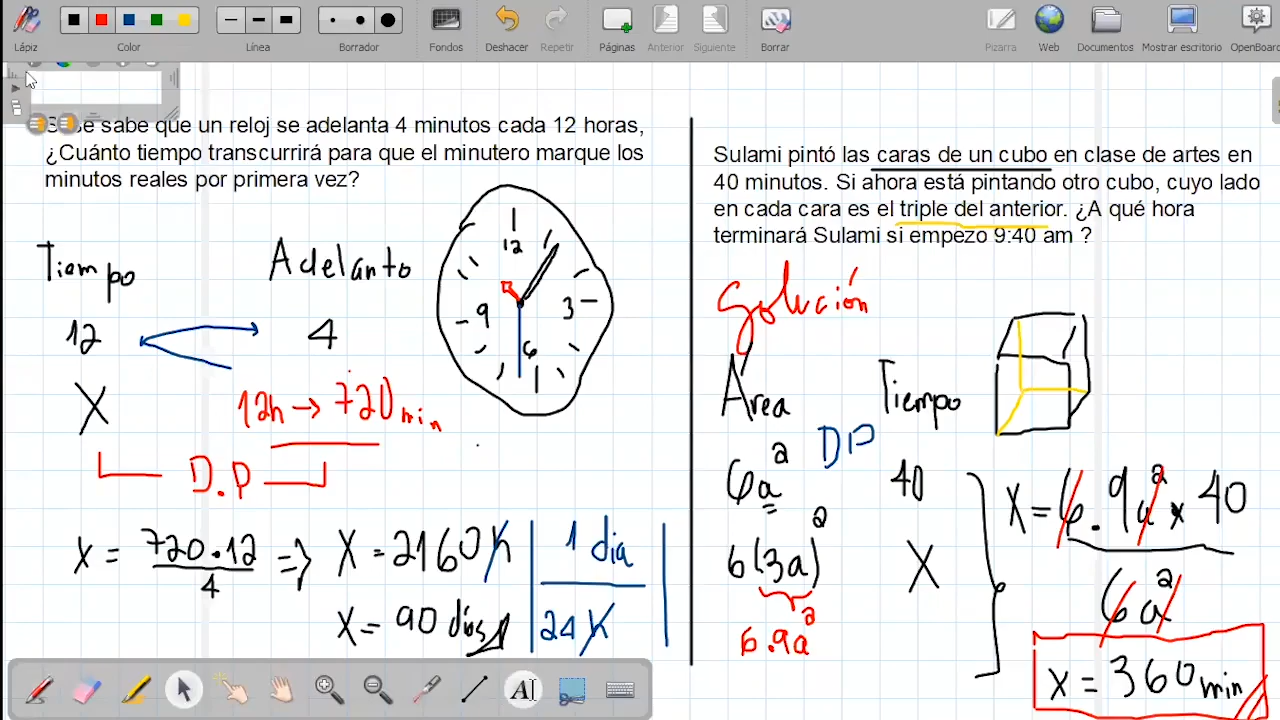 Lápiz
Color
Línea
Borrador
Fondos
Deshacer
Repetir
Páginas
Anterior
Siguiente
Borrar
Pizarra
Web
Documentos
Mostrar escritorio
OpenBoard
se sabe que un reloj se adelanta 4 minutos cada 12 horas,
¿Cuánto tiempo transcurrirá para que el minutero marque los
minutos reales por primera vez?
Tiempo Adelanto
12 4
X 12h → 720 min
D.P
12
3
6
9
X = 720.12 / 4 => X = 2160 h | 1 dia
X = 90 días | 24 h
Sulami pintó las caras de un cubo en clase de artes en
40 minutos. Si ahora está pintando otro cubo, cuyo lado
en cada cara es el triple del anterior. ¿A qué hora
terminará Sulami si empezo 9:40 am ?
Solución
Área Tiempo
DP
6a² 40
6(3a)² X
6.9a²
X = 6.9a² x 40
6a²
x = 360 min